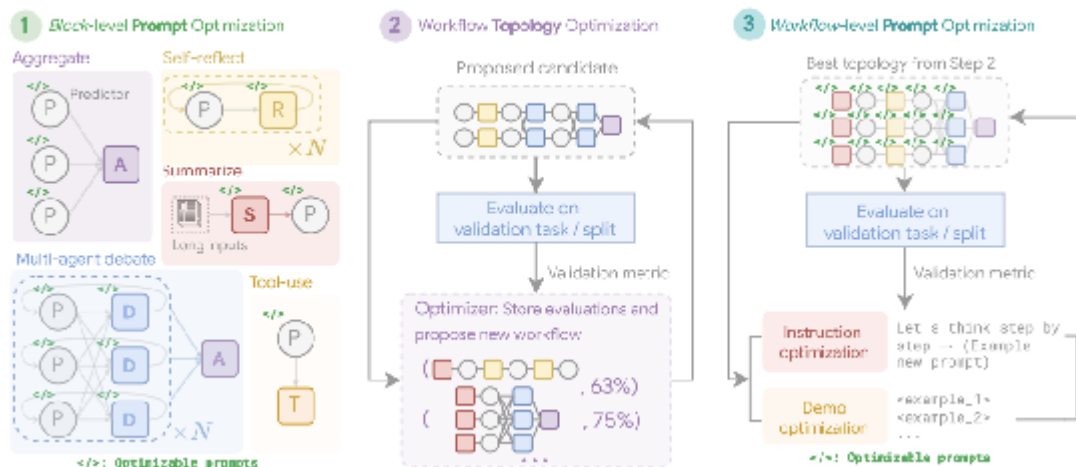 1 Block-level Prompt Optimization
Aggregate
</>
P
Predictor
</>
P
A
</>
P
Self-reflect
</>
</>
P
R
×N
Summarize
</>
</>
S
P
Long inputs
Multi-agent debate
</>
</>
P
D
</>
</>
P
D
A
</>
</>
P
D
×N
Tool-use
</>
P
T
</>: Optimizable prompts
2 Workflow Topology Optimization
Proposed candidate
Evaluate on
validation task / split
Validation metric
Optimizer: Store evaluations and
propose new workflow
( , 63%)
( , 75%)
...
3 Workflow-level Prompt Optimization
Best topology from Step 2
</> </> </> </> </>
</> </> </> </> </>
</> </> </> </> </>
Evaluate on
validation task / split
Validation metric
Instruction
optimization
Let s think step by
step → (Example
new prompt)
Demo
optimization
<example_1>
<example_2>
...
</>: Optimizable prompts